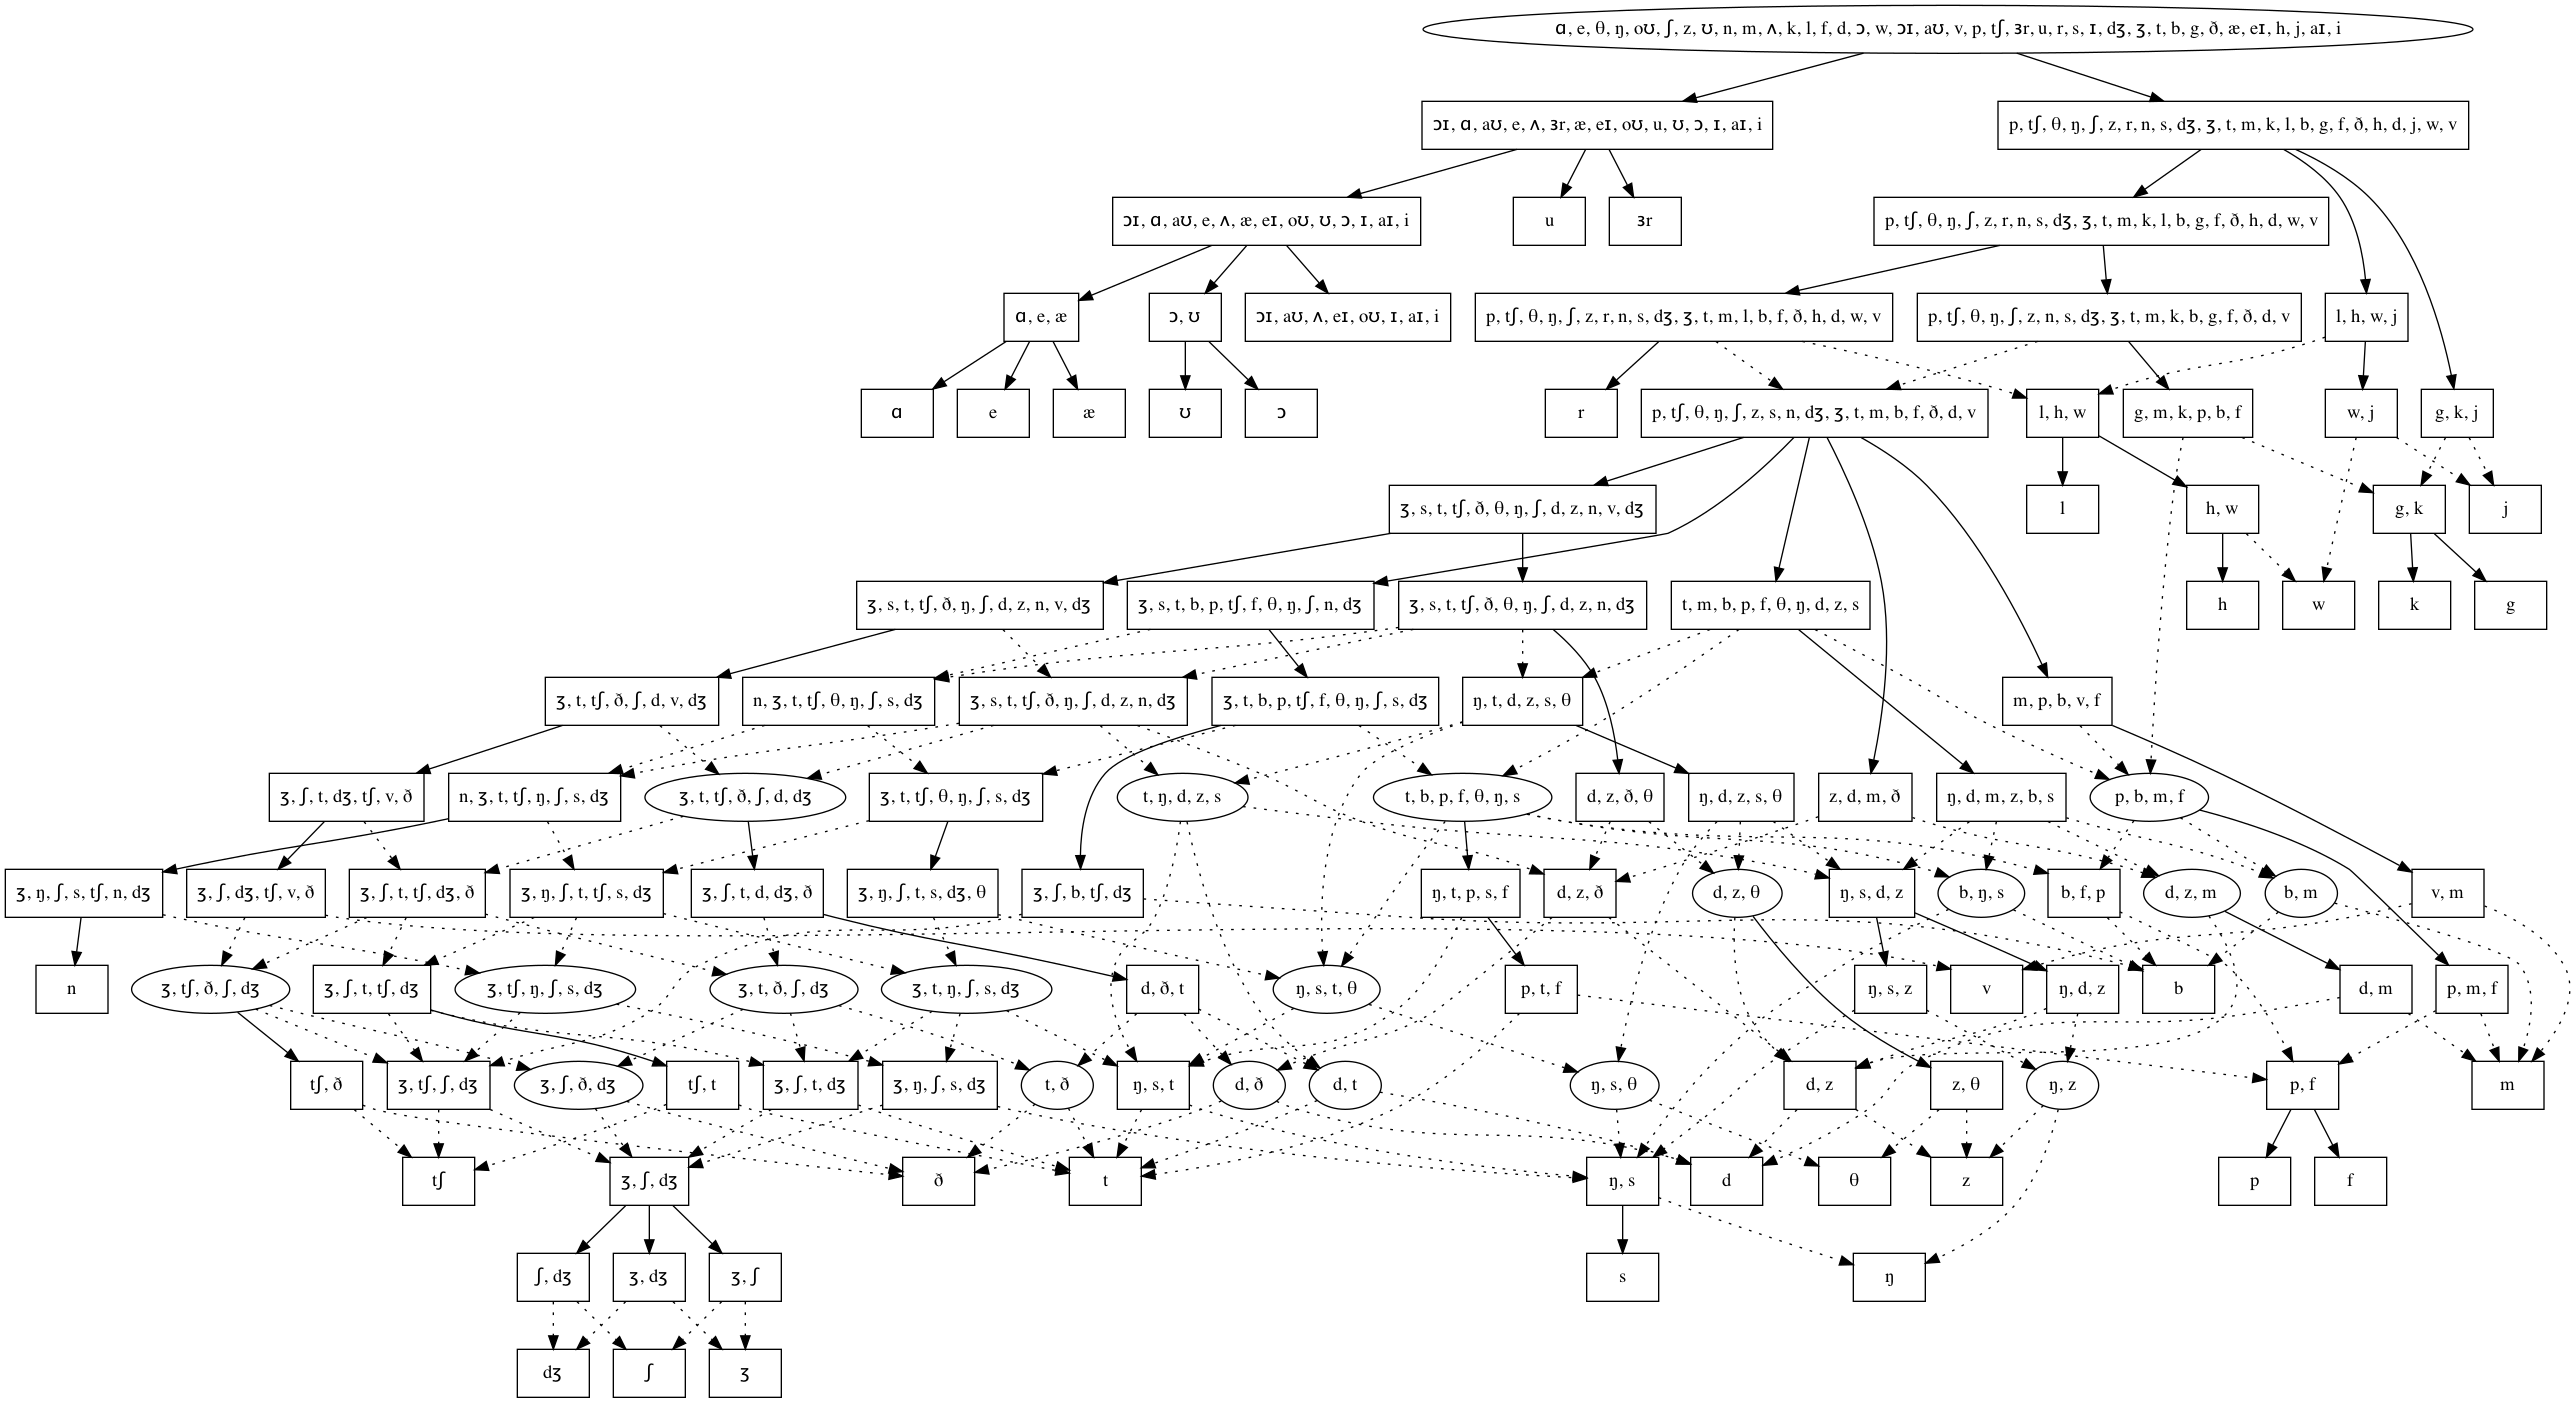 ɑ, e, θ, ŋ, oʊ, ʃ, z, ʊ, n, m, ʌ, k, l, f, d, ɔ, w, ɔɪ, aʊ, v, p, tʃ, ɝr, u, r, s, ɪ, dʒ, ʒ, t, b, g, ð, æ, eɪ, h, j, aɪ, i
ɔɪ, ɑ, aʊ, e, ʌ, ɝr, æ, eɪ, oʊ, u, ʊ, ɔ, ɪ, aɪ, i
p, tʃ, θ, ŋ, ʃ, z, r, n, s, dʒ, ʒ, t, m, k, l, b, g, f, ð, h, d, j, w, v
ɔɪ, ɑ, aʊ, e, ʌ, æ, eɪ, oʊ, ʊ, ɔ, ɪ, aɪ, i
u
ɝr
p, tʃ, θ, ŋ, ʃ, z, r, n, s, dʒ, ʒ, t, m, k, l, b, g, f, ð, h, d, w, v
ɑ, e, æ
ɔ, ʊ
ɔɪ, aʊ, ʌ, eɪ, oʊ, ɪ, aɪ, i
p, tʃ, θ, ŋ, ʃ, z, r, n, s, dʒ, ʒ, t, m, l, b, f, ð, h, d, w, v
p, tʃ, θ, ŋ, ʃ, z, n, s, dʒ, ʒ, t, m, k, b, g, f, ð, d, v
l, h, w, j
ɑ
e
æ
ʊ
ɔ
r
p, tʃ, θ, ŋ, ʃ, z, s, n, dʒ, ʒ, t, m, b, f, ð, d, v
l, h, w
g, m, k, p, b, f
w, j
g, k, j
ʒ, s, t, tʃ, ð, θ, ŋ, ʃ, d, z, n, v, dʒ
l
h, w
g, k
j
ʒ, s, t, tʃ, ð, ŋ, ʃ, d, z, n, v, dʒ
ʒ, s, t, b, p, tʃ, f, θ, ŋ, ʃ, n, dʒ
ʒ, s, t, tʃ, ð, θ, ŋ, ʃ, d, z, n, dʒ
t, m, b, p, f, θ, ŋ, d, z, s
h
w
k
g
ʒ, t, tʃ, ð, ʃ, d, v, dʒ
n, ʒ, t, tʃ, θ, ŋ, ʃ, s, dʒ
ʒ, s, t, tʃ, ð, ŋ, ʃ, d, z, n, dʒ
ʒ, t, b, p, tʃ, f, θ, ŋ, ʃ, s, dʒ
ŋ, t, d, z, s, θ
m, p, b, v, f
ʒ, ʃ, t, dʒ, tʃ, v, ð
n, ʒ, t, tʃ, ŋ, ʃ, s, dʒ
ʒ, t, tʃ, ð, ʃ, d, dʒ
ʒ, t, tʃ, θ, ŋ, ʃ, s, dʒ
t, ŋ, d, z, s
t, b, p, f, θ, ŋ, s
d, z, ð, θ
ŋ, d, z, s, θ
z, d, m, ð
ŋ, d, m, z, b, s
p, b, m, f
ʒ, ŋ, ʃ, s, tʃ, n, dʒ
ʒ, ʃ, dʒ, tʃ, v, ð
ʒ, ʃ, t, tʃ, dʒ, ð
ʒ, ŋ, ʃ, t, tʃ, s, dʒ
ʒ, ʃ, t, d, dʒ, ð
ʒ, ŋ, ʃ, t, s, dʒ, θ
ʒ, ʃ, b, tʃ, dʒ
ŋ, t, p, s, f
d, z, ð
d, z, θ
ŋ, s, d, z
b, ŋ, s
b, f, p
d, z, m
b, m
v, m
n
ʒ, tʃ, ð, ʃ, dʒ
ʒ, ʃ, t, tʃ, dʒ
ʒ, tʃ, ŋ, ʃ, s, dʒ
ʒ, t, ð, ʃ, dʒ
ʒ, t, ŋ, ʃ, s, dʒ
d, ð, t
ŋ, s, t, θ
p, t, f
ŋ, s, z
v
ŋ, d, z
b
d, m
p, m, f
tʃ, ð
ʒ, tʃ, ʃ, dʒ
ʒ, ʃ, ð, dʒ
tʃ, t
ʒ, ʃ, t, dʒ
ʒ, ŋ, ʃ, s, dʒ
t, ð
ŋ, s, t
d, ð
d, t
ŋ, s, θ
d, z
z, θ
ŋ, z
p, f
m
tʃ
ʒ, ʃ, dʒ
ð
t
ŋ, s
d
θ
z
p
f
ʃ, dʒ
ʒ, dʒ
ʒ, ʃ
s
ŋ
dʒ
ʃ
ʒ